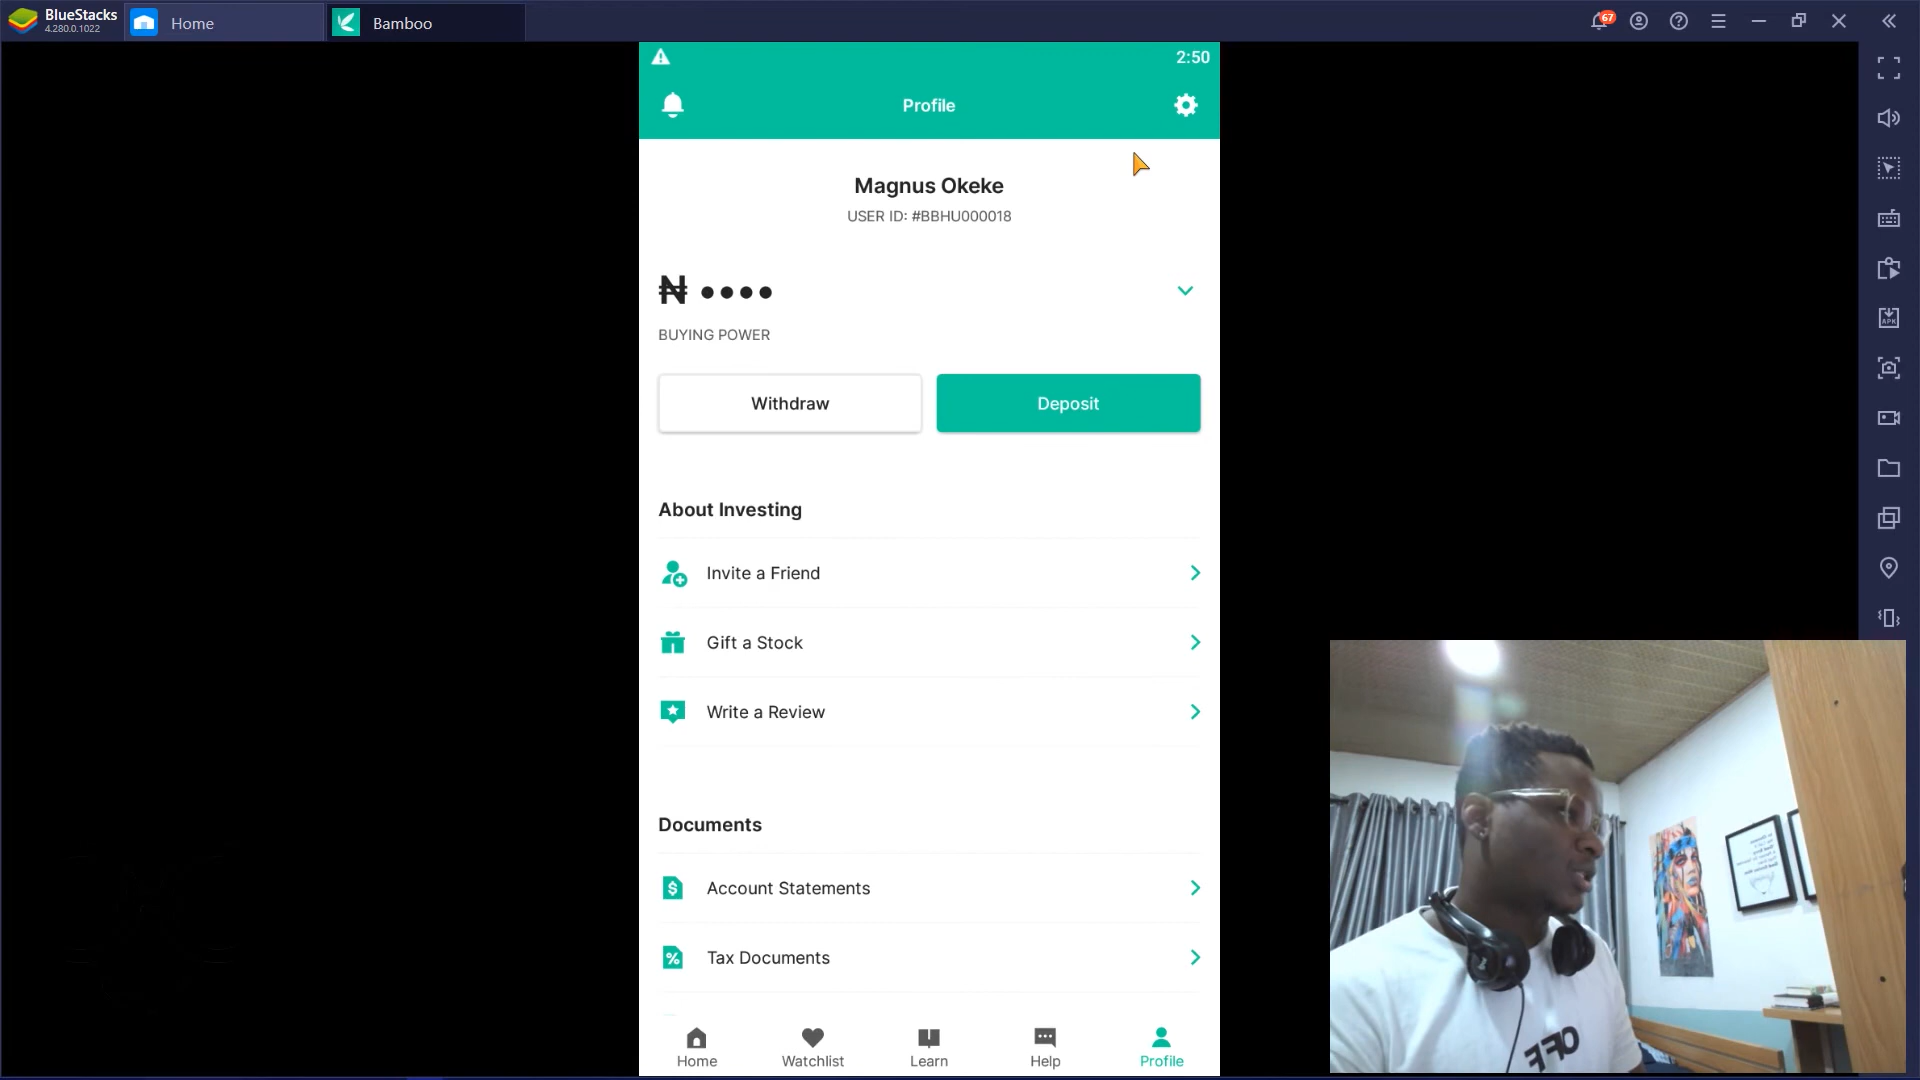 BlueStacks
4.280.0.1022
Home
Bamboo
67
2:50
Profile
Magnus Okeke
USER ID: #BBHU000018
₦ ●●●●
BUYING POWER
Withdraw
Deposit
About Investing
Invite a Friend
Gift a Stock
Write a Review
Documents
Account Statements
Tax Documents
Home
Watchlist
Learn
Help
Profile
APK
OFF